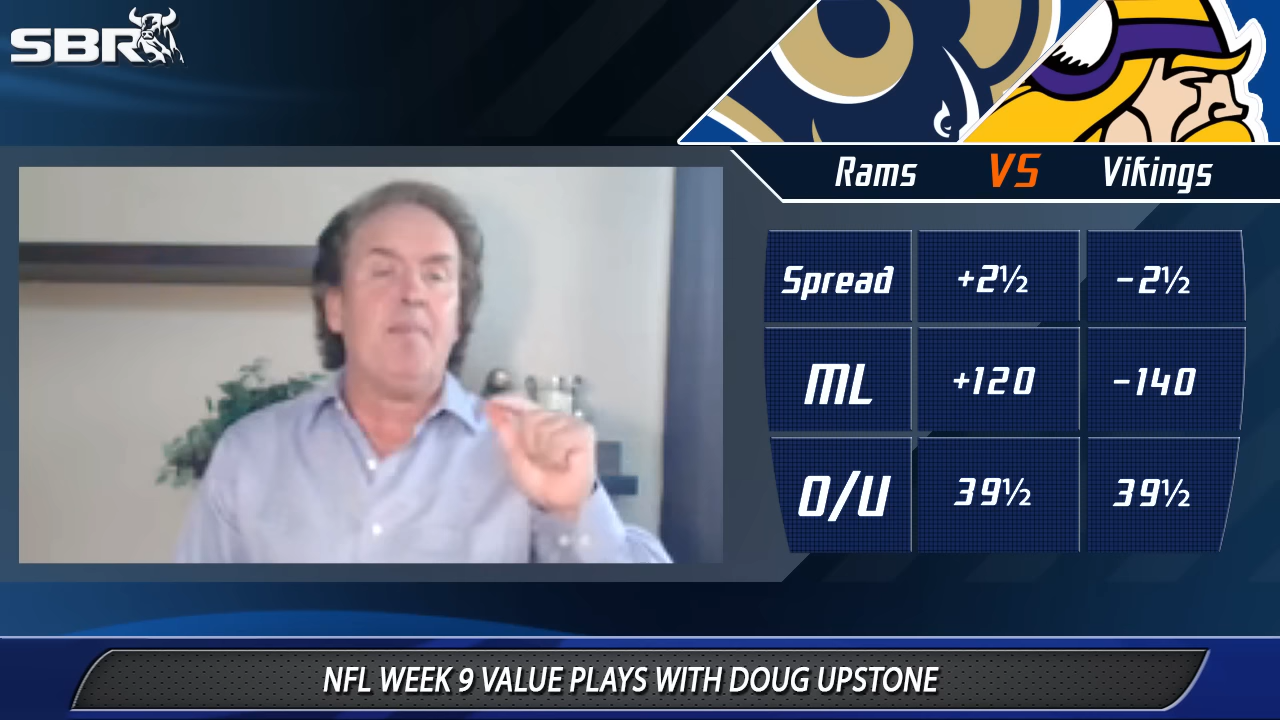 SBR
Rams VS Vikings
Spread +2½ -2½
ML +120 -140
O/U 39½ 39½
NFL WEEK 9 VALUE PLAYS WITH DOUG UPSTONE